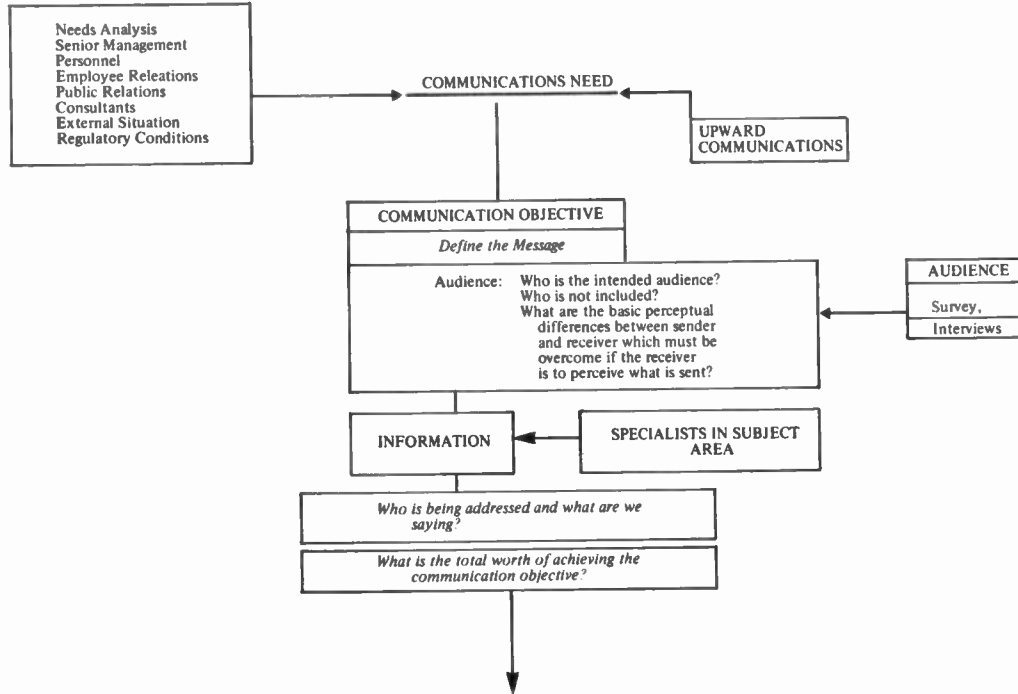 Needs Analysis
Senior Management
Personnel
Employee Releations
Public Relations
Consultants
External Situation
Regulatory Conditions
COMMUNICATIONS NEED
UPWARD
COMMUNICATIONS
COMMUNICATION OBJECTIVE
Define the Message
Audience: Who is the intended audience?
Who is not included?
What are the basic perceptual
differences between sender
and receiver which must be
overcome if the receiver
is to perceive what is sent?
AUDIENCE
Survey,
Interviews
INFORMATION
SPECIALISTS IN SUBJECT
AREA
Who is being addressed and what are we
saying?
What is the total worth of achieving the
communication objective?